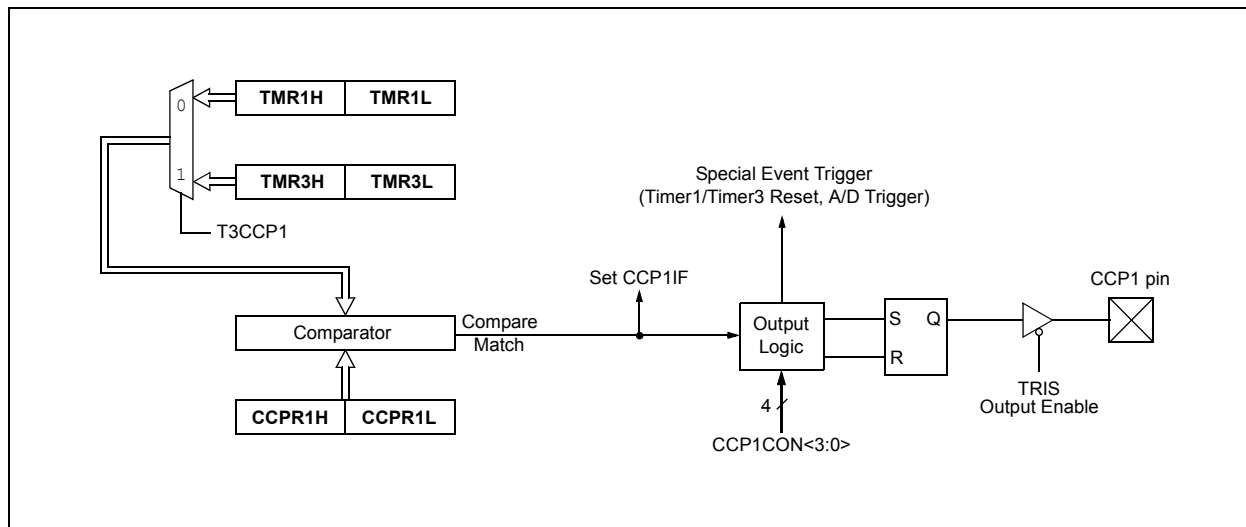 0
TMR1H TMR1L
1
TMR3H TMR3L
T3CCP1
Special Event Trigger
(Timer1/Timer3 Reset, A/D Trigger)
Set CCP1IF
CCP1 pin
Comparator
Compare
Match
Output
Logic
S Q
R
TRIS
Output Enable
CCPR1H CCPR1L
4
CCP1CON<3:0>